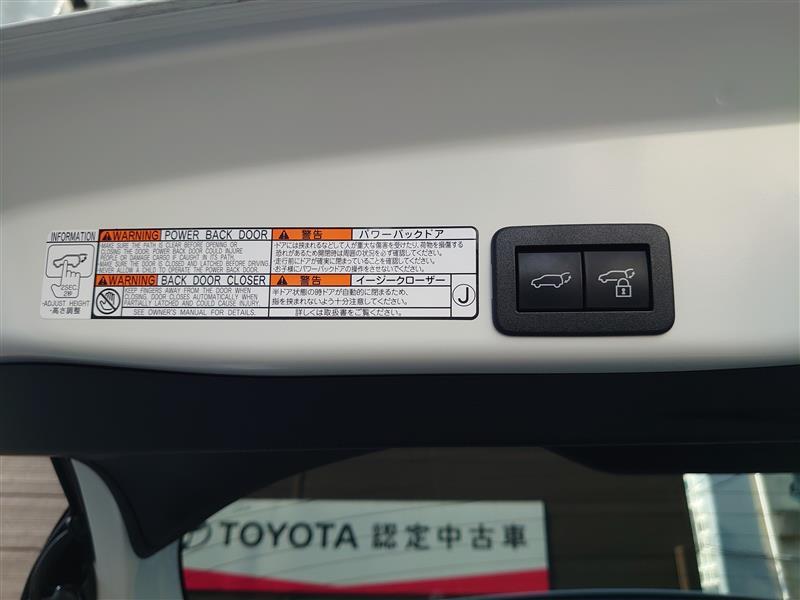 INFORMATION
2SEC.
2秒
・ADJUST HEIGHT
・高さ調整
WARNING POWER BACK DOOR
・MAKE SURE THE PATH IS CLEAR BEFORE OPENING OR
CLOSING THE DOOR. POWER BACK DOOR COULD INJURE
PEOPLE OR DAMAGE CARGO IF CAUGHT IN ITS PATH.
・MAKE SURE THE DOOR IS CLOSED AND LATCHED BEFORE DRIVING.
・NEVER ALLOW A CHILD TO OPERATE THE POWER BACK DOOR.
WARNING BACK DOOR CLOSER
KEEP FINGERS AWAY FROM THE DOOR WHEN
CLOSING. DOOR CLOSES AUTOMATICALLY WHEN
PARTIALLY LATCHED AND COULD CAUSE INJURY.
SEE OWNER'S MANUAL FOR DETAILS.
警告 パワーバックドア
・ドアには挟まれるなどして人が重大な傷害を受けたり、荷物を損傷する
恐れがあるため開閉時は周囲の状況を必ず確認してください。
・走行前にドアが確実に閉まっていることを確認してください。
・お子様にパワーバックドアの操作をさせないでください。
警告 イージークローザー
半ドア状態の時ドアが自動的に閉まるため、
指を挟まれないよう十分注意してください。
詳しくは取扱書をご覧ください。
J
TOYOTA 認定中古車